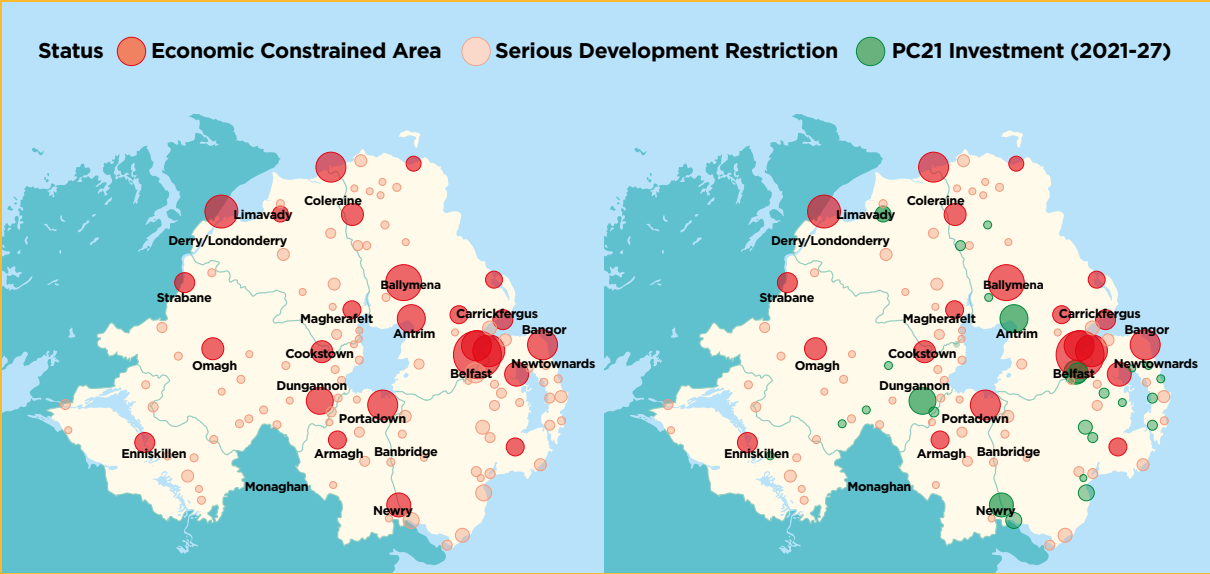 Status Economic Constrained Area Serious Development Restriction PC21 Investment (2021-27)
Coleraine
Limavady
Derry/Londonderry
Ballymena
Strabane
Magherafelt
Carrickfergus
Antrim
Bangor
Cookstown
Omagh
Newtownards
Belfast
Dungannon
Portadown
Armagh
Banbridge
Enniskillen
Monaghan
Newry
Coleraine
Limavady
Derry/Londonderry
Ballymena
Strabane
Magherafelt
Carrickfergus
Antrim
Bangor
Cookstown
Omagh
Newtownards
Belfast
Dungannon
Portadown
Armagh
Banbridge
Enniskillen
Monaghan
Newry